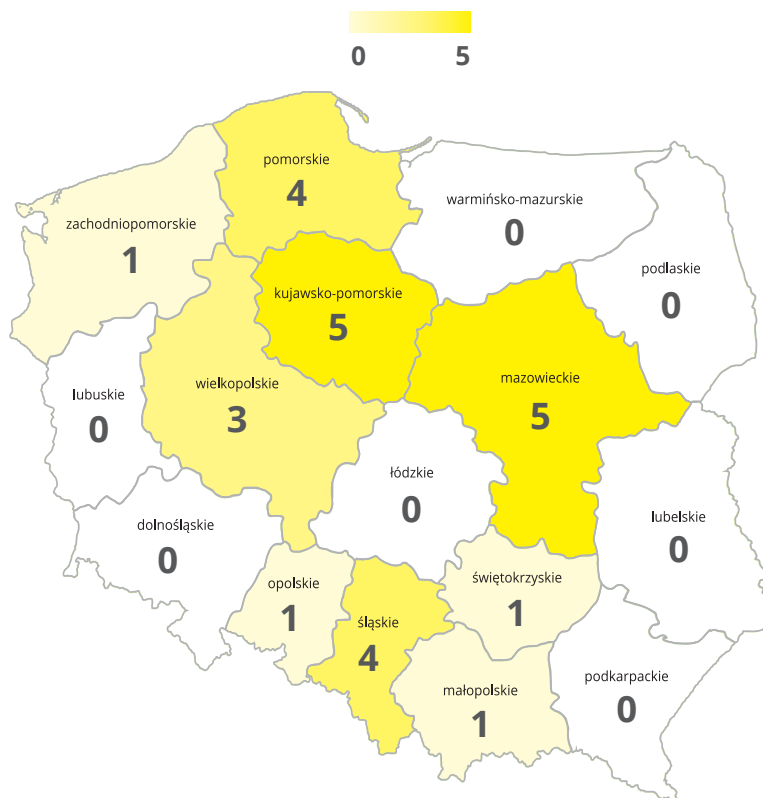 0 5
pomorskie
4
warmińsko-mazurskie
0
zachodniopomorskie
1
podlaskie
0
kujawsko-pomorskie
5
mazowieckie
5
wielkopolskie
3
lubuskie
0
łódzkie
0
dolnośląskie
0
lubelskie
0
opolskie
1
śląskie
4
świętokrzyskie
1
małopolskie
1
podkarpackie
0